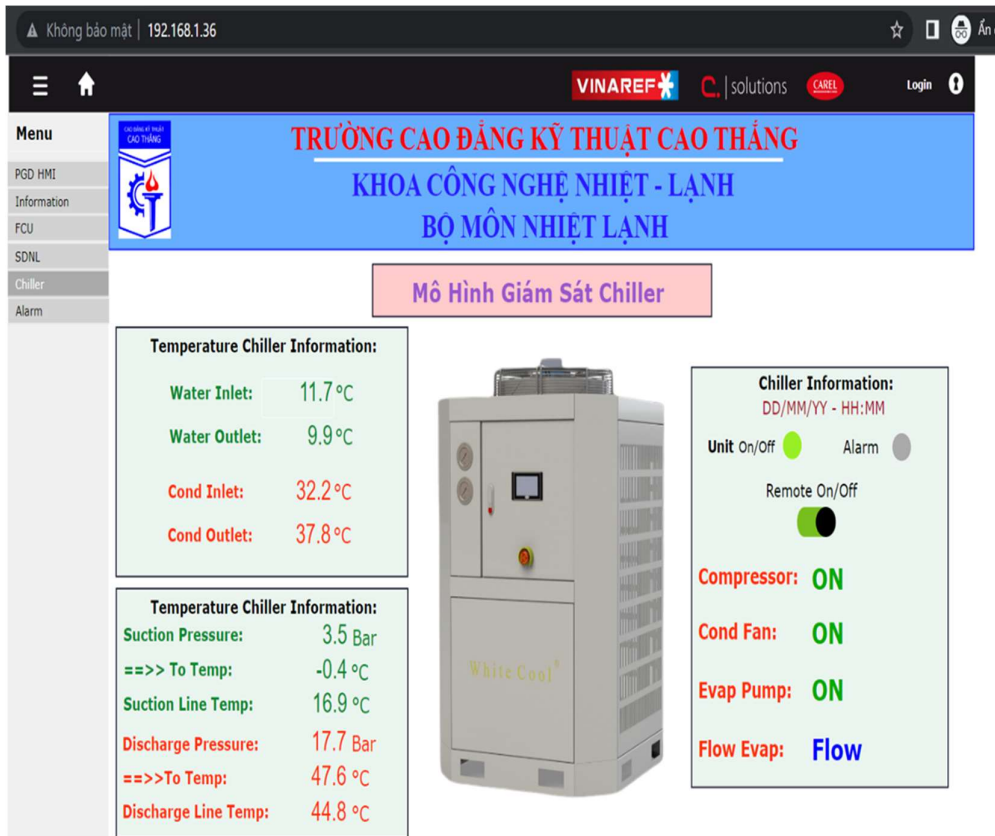 Không bảo mật | 192.168.1.36
VINAREF C. | solutions CAREL Login
Menu
PGD HMI
Information
FCU
SDNL
Chiller
Alarm
CAO ĐẲNG KỸ THUẬT
CAO THẮNG
TRƯỜNG CAO ĐẲNG KỸ THUẬT CAO THẮNG
KHOA CÔNG NGHỆ NHIỆT - LẠNH
BỘ MÔN NHIỆT LẠNH
Mô Hình Giám Sát Chiller
Temperature Chiller Information:
Water Inlet: 11.7 °C
Water Outlet: 9.9 °C
Cond Inlet: 32.2 °C
Cond Outlet: 37.8 °C
Temperature Chiller Information:
Suction Pressure: 3.5 Bar
==>> To Temp: -0.4 °C
Suction Line Temp: 16.9 °C
Discharge Pressure: 17.7 Bar
==>>To Temp: 47.6 °C
Discharge Line Temp: 44.8 °C
White Cool®
Chiller Information:
DD/MM/YY - HH:MM
Unit On/Off Alarm
Remote On/Off
Compressor: ON
Cond Fan: ON
Evap Pump: ON
Flow Evap: Flow